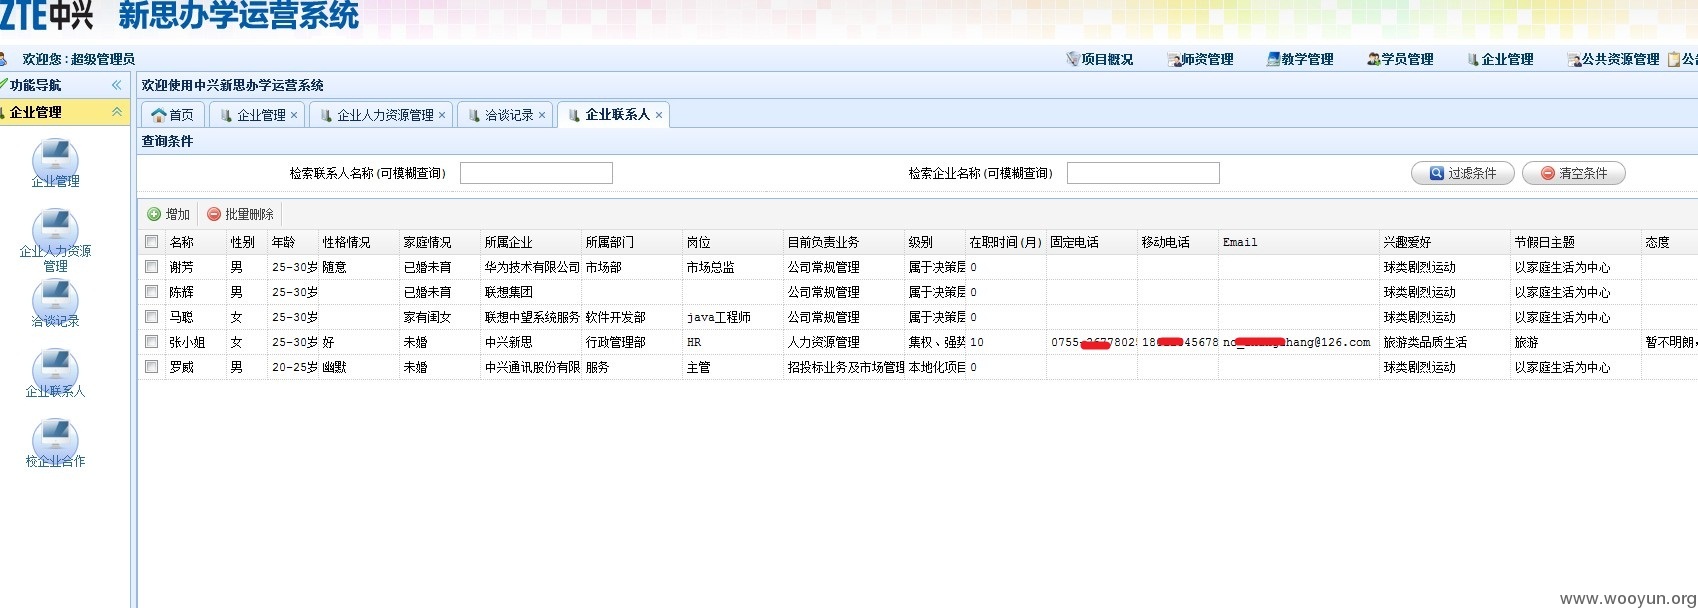 ZTE中兴 新思办学运营系统
欢迎您：超级管理员 项目概况 师资管理 教学管理 学员管理 企业管理 公共资源管理
功能导航 欢迎使用中兴新思办学运营系统
企业管理 首页 企业管理 企业人力资源管理 洽谈记录 企业联系人
查询条件
检索联系人名称(可模糊查询) 检索企业名称(可模糊查询) 过滤条件 清空条件
增加 批量删除
名称 性别 年龄 性格情况 家庭情况 所属企业 所属部门 岗位 目前负责业务 级别 在职时间(月) 固定电话 移动电话 Email 兴趣爱好 节假日主题 态度
谢芳 男 25-30岁 随意 已婚未育 华为技术有限公司 市场部 市场总监 公司常规管理 属于决策层 0 球类剧烈运动 以家庭生活为中心
陈辉 男 25-30岁 已婚未育 联想集团 公司常规管理 属于决策层 0 球类剧烈运动 以家庭生活为中心
马聪 女 25-30岁 家有闺女 联想中望系统服务 软件开发部 java工程师 公司常规管理 属于决策层 0 球类剧烈运动 以家庭生活为中心
张小姐 女 25-30岁 好 未婚 中兴新思 行政管理部 HR 人力资源管理 集权、强势 10 0755- 45678 hang@126.com 旅游类品质生活 旅游 暂不明朗，
罗威 男 20-25岁 幽默 未婚 中兴通讯股份有限 服务 主管 招投标业务及市场管理 本地化项目 0 球类剧烈运动 以家庭生活为中心
企业管理
企业人力资源
管理
洽谈记录
企业联系人
校企业合作
www.wooyun.org